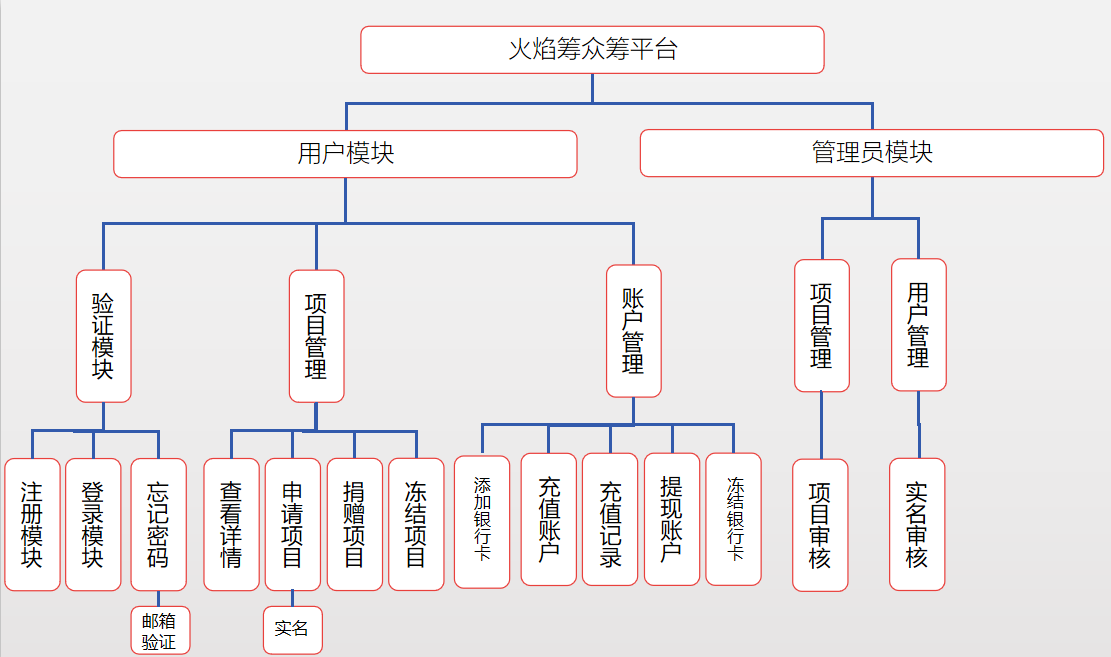 火焰筹众筹平台
用户模块
管理员模块
验证模块
项目管理
账户管理
项目管理
用户管理
注册模块
登录模块
忘记密码
查看详情
申请项目
捐赠项目
冻结项目
添加银行卡
充值账户
充值记录
提现账户
冻结银行卡
项目审核
实名审核
邮箱
验证
实名